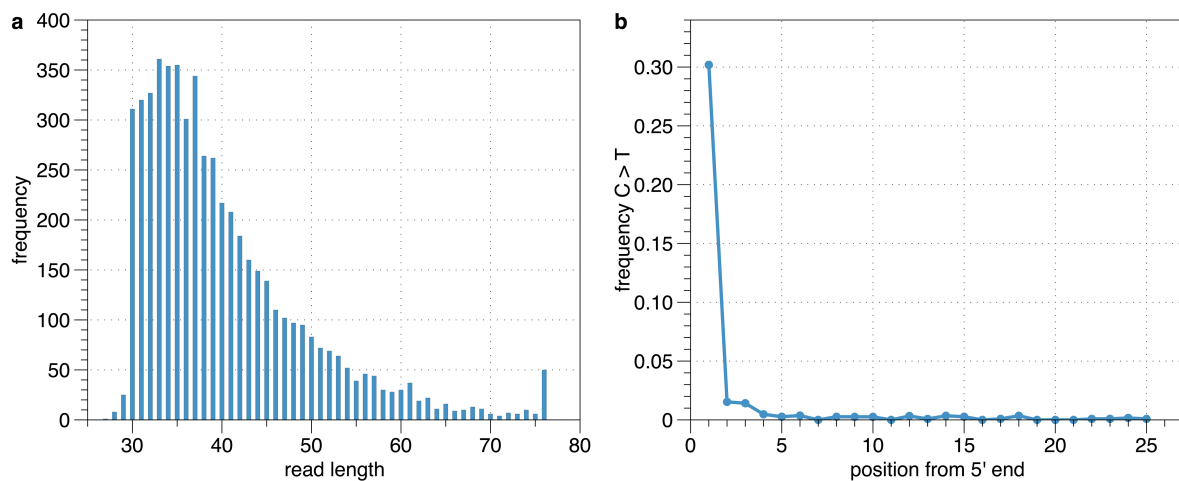 a
400
350
300
250
200
150
100
50
0
frequency
30 40 50 60 70 80
read length
b
0.30
0.25
0.20
0.15
0.10
0.05
0
frequency C > T
0 5 10 15 20 25
position from 5' end